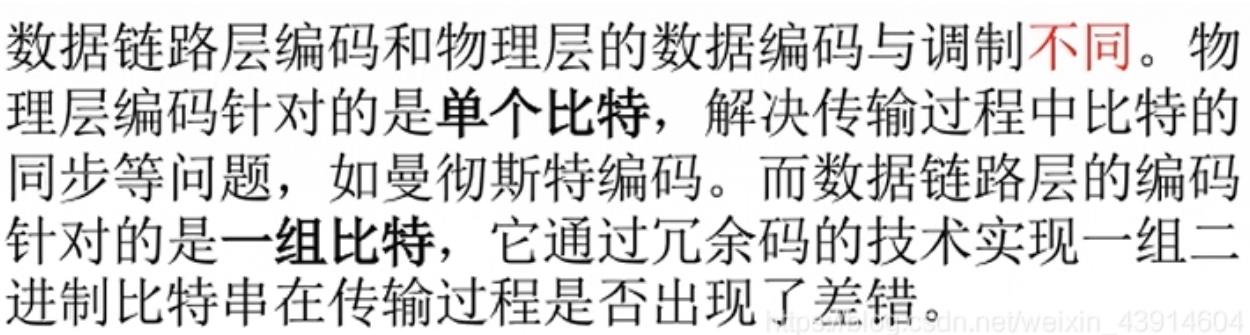 数据链路层编码和物理层的数据编码与调制不同。物
理层编码针对的是单个比特，解决传输过程中比特的
同步等问题，如曼彻斯特编码。而数据链路层的编码
针对的是一组比特，它通过冗余码的技术实现一组二
进制比特串在传输过程是否出现了差错。
https://blog.csdn.net/weixin_43914604